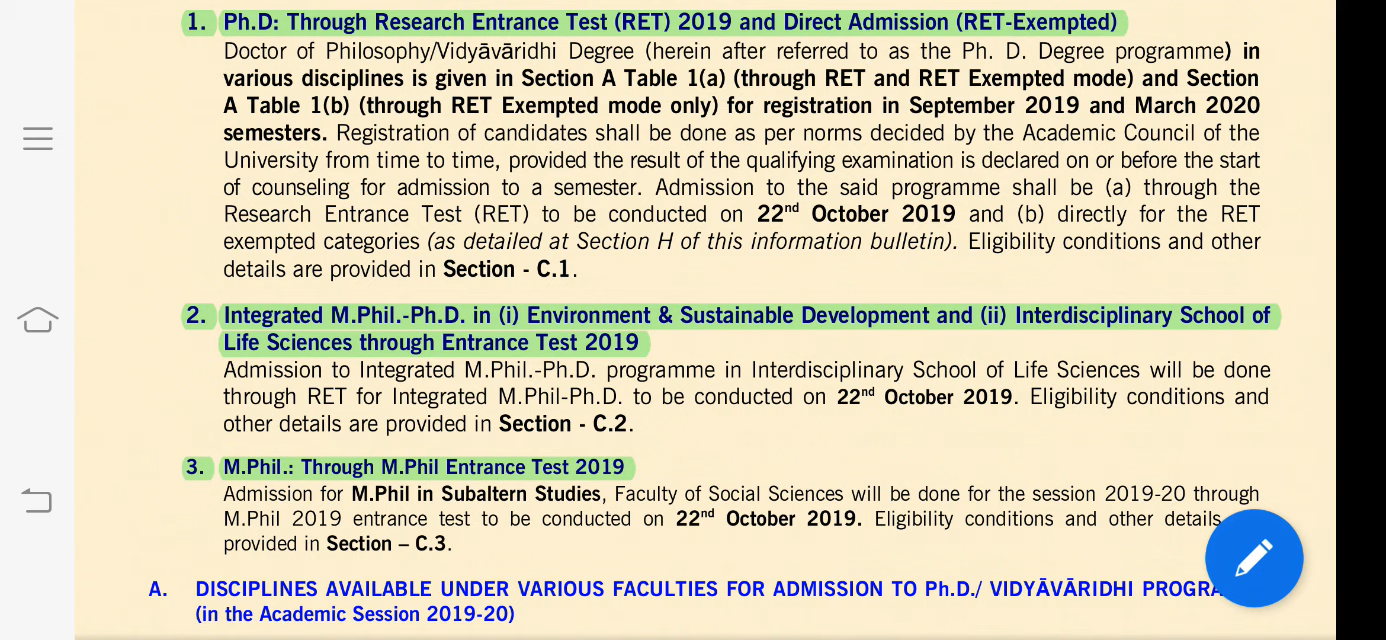 1. Ph.D: Through Research Entrance Test (RET) 2019 and Direct Admission (RET-Exempted)
Doctor of Philosophy/Vidyāvāridhi Degree (herein after referred to as the Ph. D. Degree programme) in
various disciplines is given in Section A Table 1(a) (through RET and RET Exempted mode) and Section
A Table 1(b) (through RET Exempted mode only) for registration in September 2019 and March 2020
semesters. Registration of candidates shall be done as per norms decided by the Academic Council of the
University from time to time, provided the result of the qualifying examination is declared on or before the start
of counseling for admission to a semester. Admission to the said programme shall be (a) through the
Research Entrance Test (RET) to be conducted on 22nd October 2019 and (b) directly for the RET
exempted categories (as detailed at Section H of this information bulletin). Eligibility conditions and other
details are provided in Section - C.1.
2. Integrated M.Phil.-Ph.D. in (i) Environment & Sustainable Development and (ii) Interdisciplinary School of
Life Sciences through Entrance Test 2019
Admission to Integrated M.Phil.-Ph.D. programme in Interdisciplinary School of Life Sciences will be done
through RET for Integrated M.Phil-Ph.D. to be conducted on 22nd October 2019. Eligibility conditions and
other details are provided in Section - C.2.
3. M.Phil.: Through M.Phil Entrance Test 2019
Admission for M.Phil in Subaltern Studies, Faculty of Social Sciences will be done for the session 2019-20 through
M.Phil 2019 entrance test to be conducted on 22nd October 2019. Eligibility conditions and other details
provided in Section – C.3.
A. DISCIPLINES AVAILABLE UNDER VARIOUS FACULTIES FOR ADMISSION TO Ph.D./ VIDYĀVĀRIDHI
(in the Academic Session 2019-20)